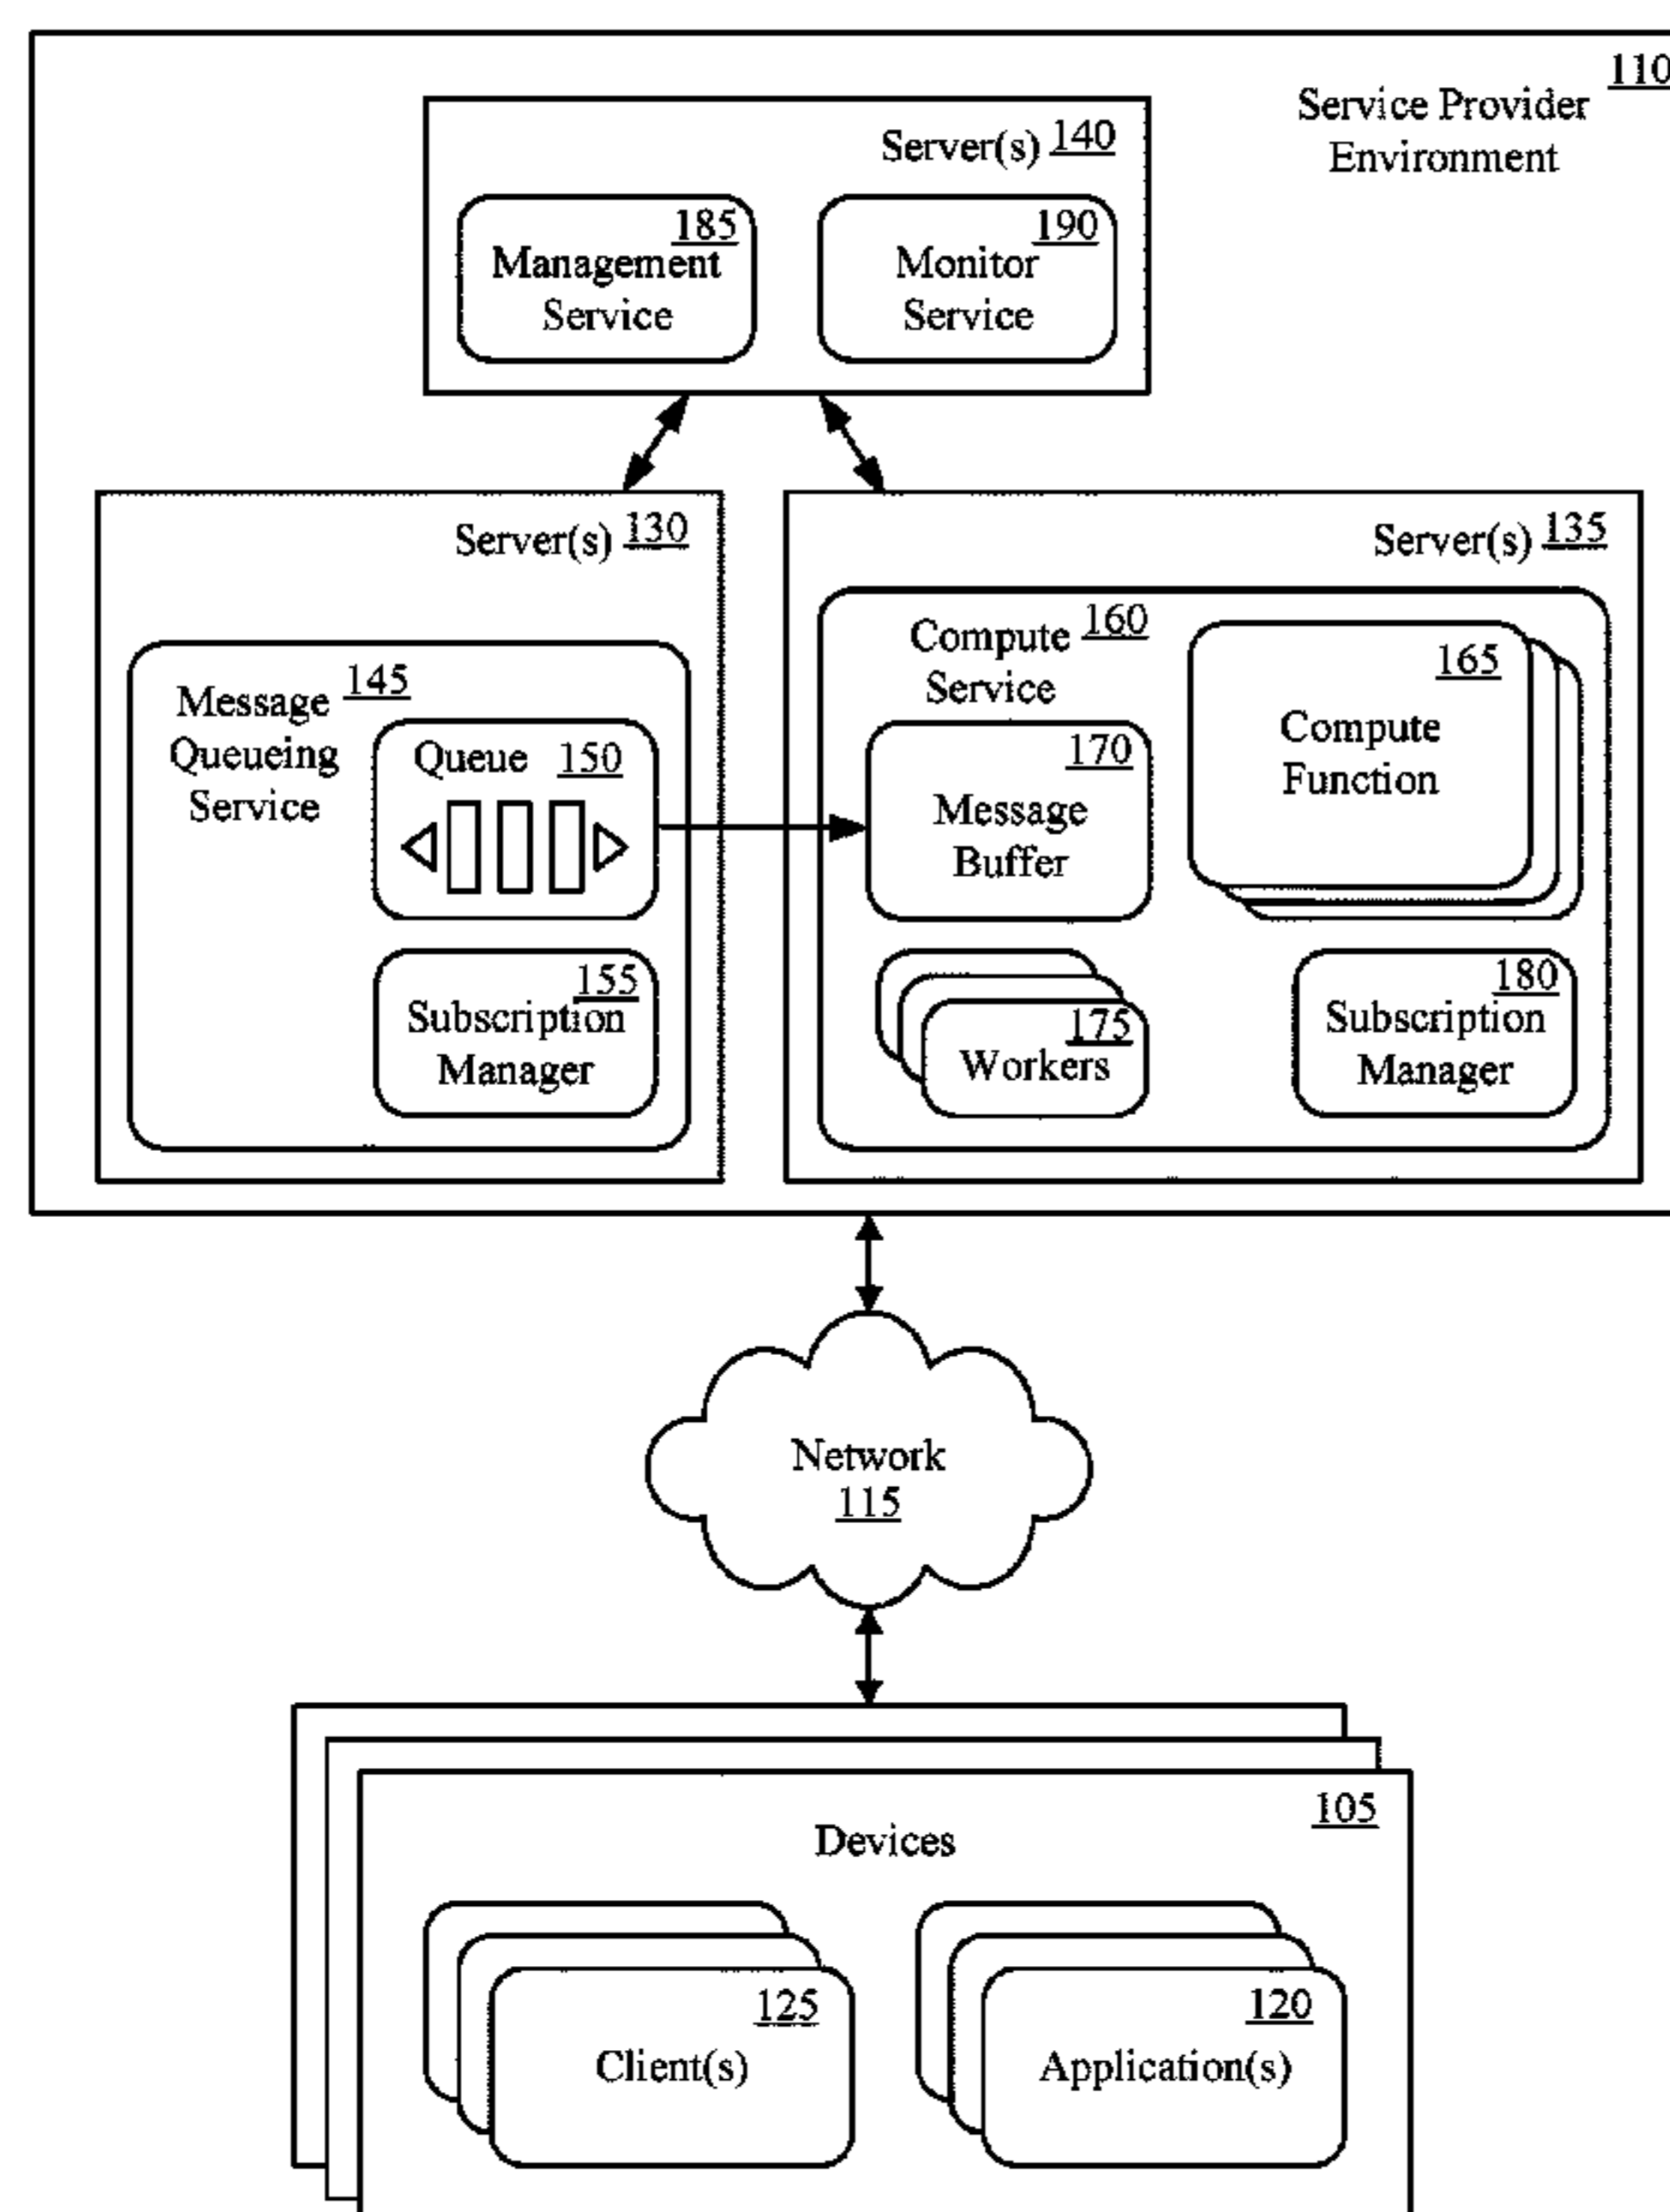 110
Service Provider
Environment
Server(s) 140
185
Management
Service
190
Monitor
Service
Server(s) 130
Message 145
Queueing
Service
Queue 150
155
Subscription
Manager
Server(s) 135
Compute 160
Service
165
Compute
Function
170
Message
Buffer
175
Workers
180
Subscription
Manager
Network
115
105
Devices
125
Client(s)
120
Application(s)